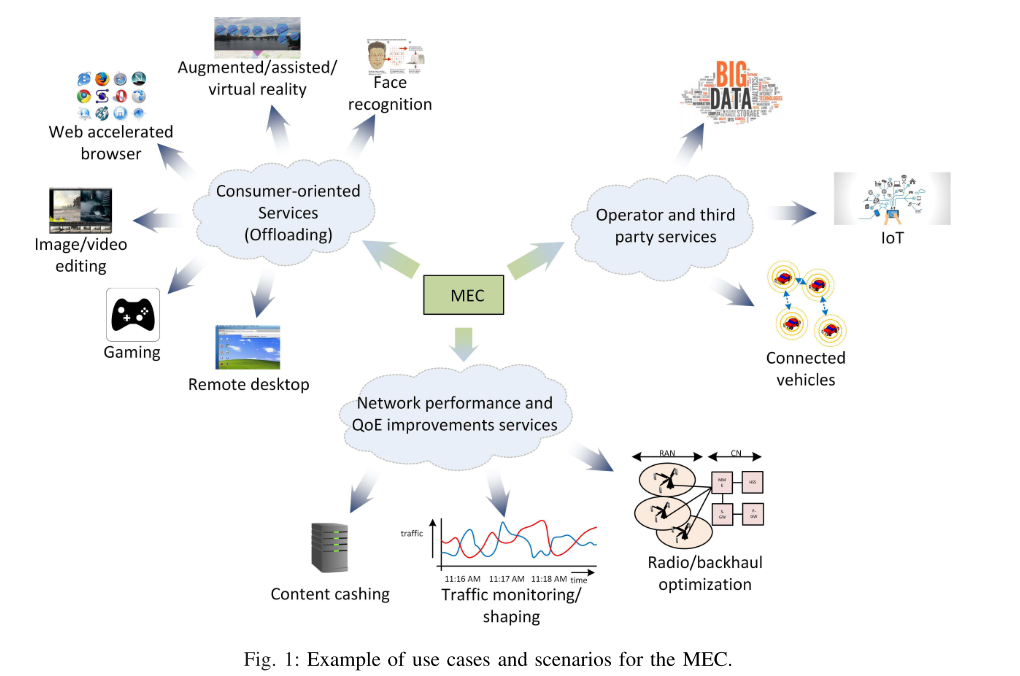 Augmented/assisted/
virtual reality
Face
recognition
Web accelerated
browser
Image/video
editing
Gaming
Remote desktop
Consumer-oriented
Services
(Offloading)
MEC
Operator and third
party services
BIG
DATA
IoT
Connected
vehicles
Network performance and
QoE improvements services
Content cashing
traffic
11:16 AM 11:17 AM 11:18 AM time
Traffic monitoring/
shaping
RAN CN
MM
E
HSS
S-
GW
P-
GW
Radio/backhaul
optimization
Fig. 1: Example of use cases and scenarios for the MEC.